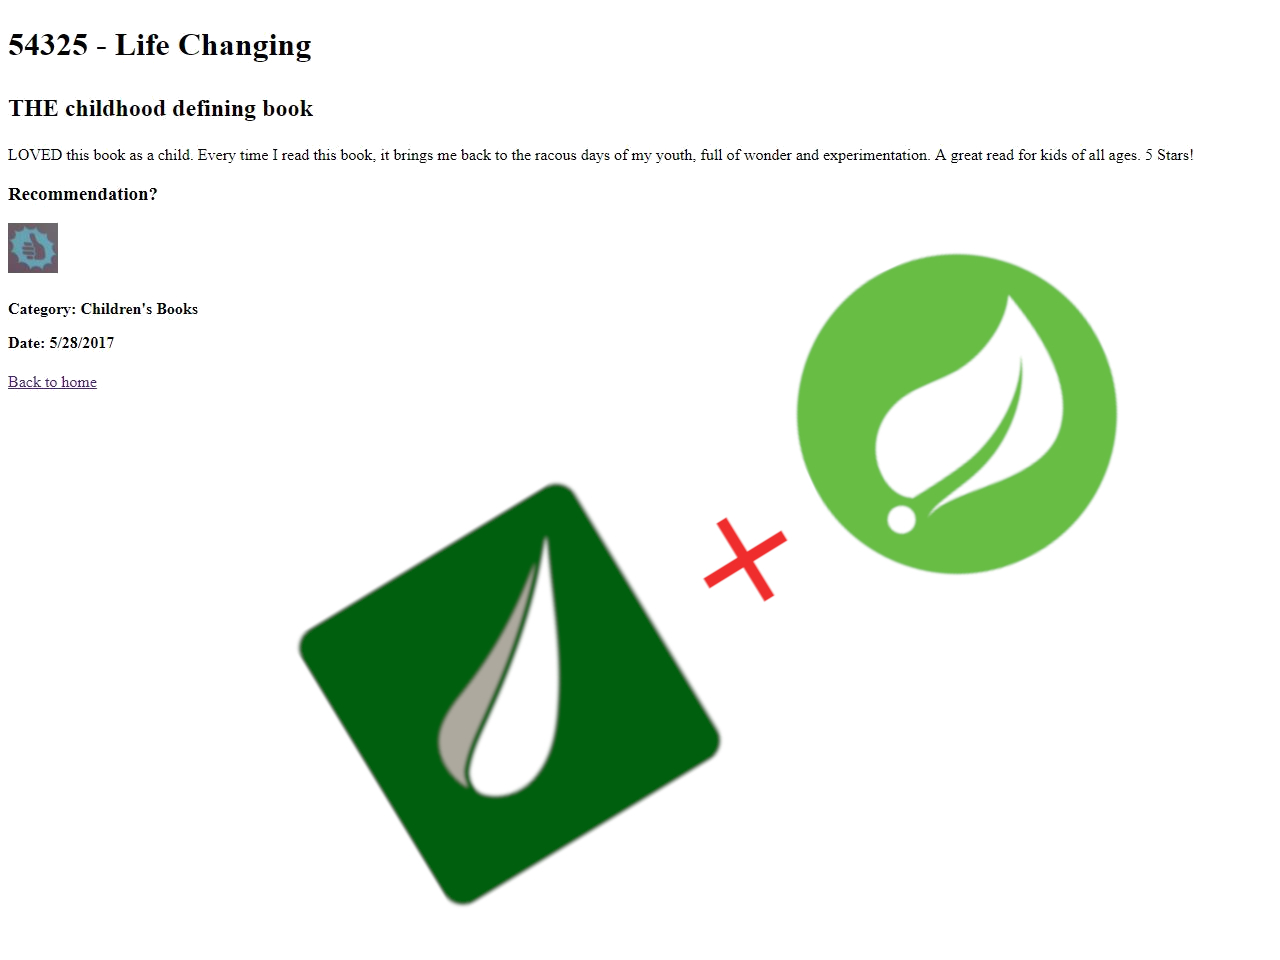 54325 - Life Changing
THE childhood defining book
LOVED this book as a child. Every time I read this book, it brings me back to the racous days of my youth, full of wonder and experimentation. A great read for kids of all ages. 5 Stars!
Recommendation?
Category: Children's Books
Date: 5/28/2017
Back to home